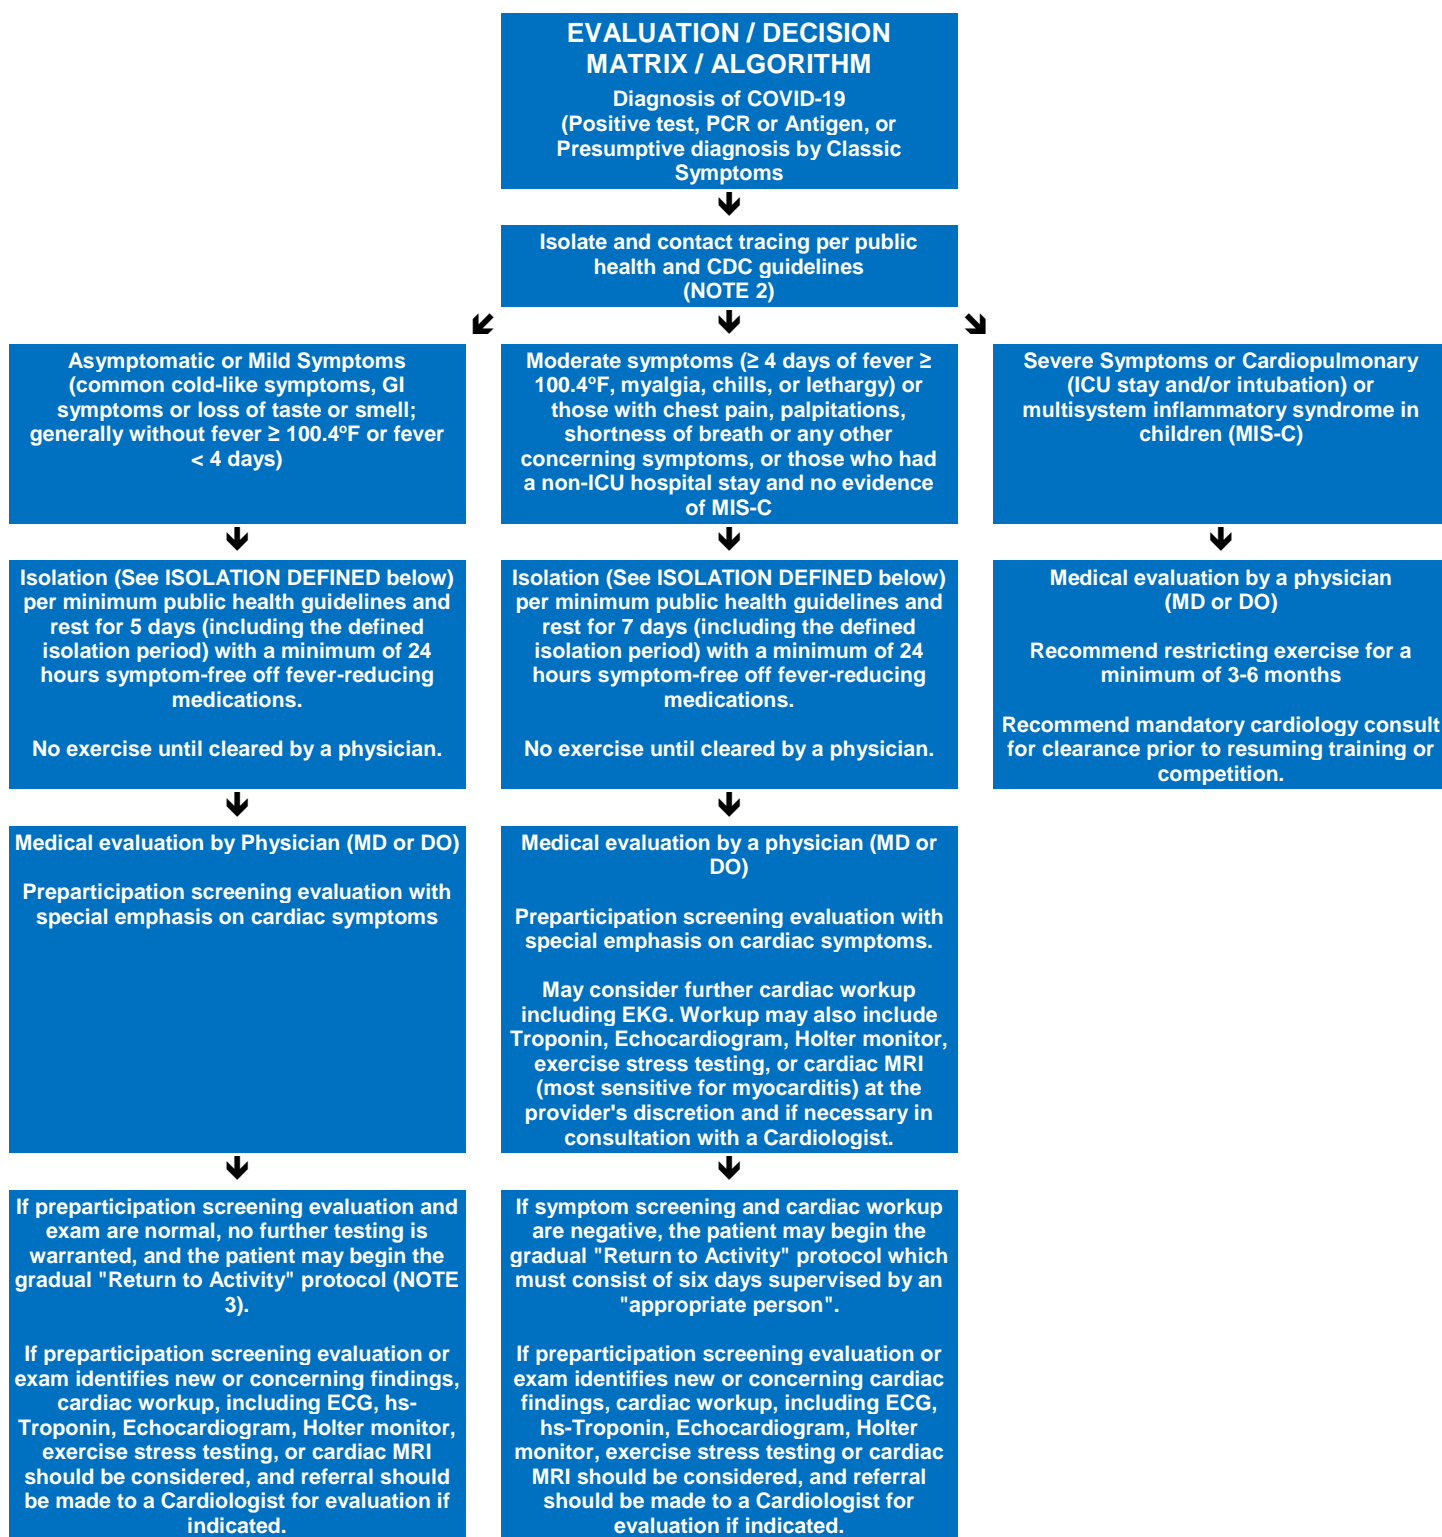 EVALUATION / DECISION
MATRIX / ALGORITHM
Diagnosis of COVID-19
(Positive test, PCR or Antigen, or
Presumptive diagnosis by Classic
Symptoms
Isolate and contact tracing per public
health and CDC guidelines
(NOTE 2)
Asymptomatic or Mild Symptoms
(common cold-like symptoms, GI
symptoms or loss of taste or smell;
generally without fever ≥ 100.4ºF or fever
< 4 days)
Moderate symptoms (≥ 4 days of fever ≥
100.4ºF, myalgia, chills, or lethargy) or
those with chest pain, palpitations,
shortness of breath or any other
concerning symptoms, or those who had
a non-ICU hospital stay and no evidence
of MIS-C
Severe Symptoms or Cardiopulmonary
(ICU stay and/or intubation) or
multisystem inflammatory syndrome in
children (MIS-C)
Isolation (See ISOLATION DEFINED below)
per minimum public health guidelines and
rest for 5 days (including the defined
isolation period) with a minimum of 24
hours symptom-free off fever-reducing
medications.
No exercise until cleared by a physician.
Isolation (See ISOLATION DEFINED below)
per minimum public health guidelines and
rest for 7 days (including the defined
isolation period) with a minimum of 24
hours symptom-free off fever-reducing
medications.
No exercise until cleared by a physician.
Medical evaluation by a physician
(MD or DO)
Recommend restricting exercise for a
minimum of 3-6 months
Recommend mandatory cardiology consult
for clearance prior to resuming training or
competition.
Medical evaluation by Physician (MD or DO)
Preparticipation screening evaluation with
special emphasis on cardiac symptoms
Medical evaluation by a physician (MD or
DO)
Preparticipation screening evaluation with
special emphasis on cardiac symptoms.
May consider further cardiac workup
including EKG. Workup may also include
Troponin, Echocardiogram, Holter monitor,
exercise stress testing, or cardiac MRI
(most sensitive for myocarditis) at the
provider's discretion and if necessary in
consultation with a Cardiologist.
If preparticipation screening evaluation and
exam are normal, no further testing is
warranted, and the patient may begin the
gradual "Return to Activity" protocol (NOTE
3).
If preparticipation screening evaluation or
exam identifies new or concerning findings,
cardiac workup, including ECG, hs-
Troponin, Echocardiogram, Holter monitor,
exercise stress testing, or cardiac MRI
should be considered, and referral should
be made to a Cardiologist for evaluation if
indicated.
If symptom screening and cardiac workup
are negative, the patient may begin the
gradual "Return to Activity" protocol which
must consist of six days supervised by an
"appropriate person".
If preparticipation screening evaluation or
exam identifies new or concerning cardiac
findings, cardiac workup, including ECG,
hs-Troponin, Echocardiogram, Holter
monitor, exercise stress testing or cardiac
MRI should be considered, and referral
should be made to a Cardiologist for
evaluation if indicated.